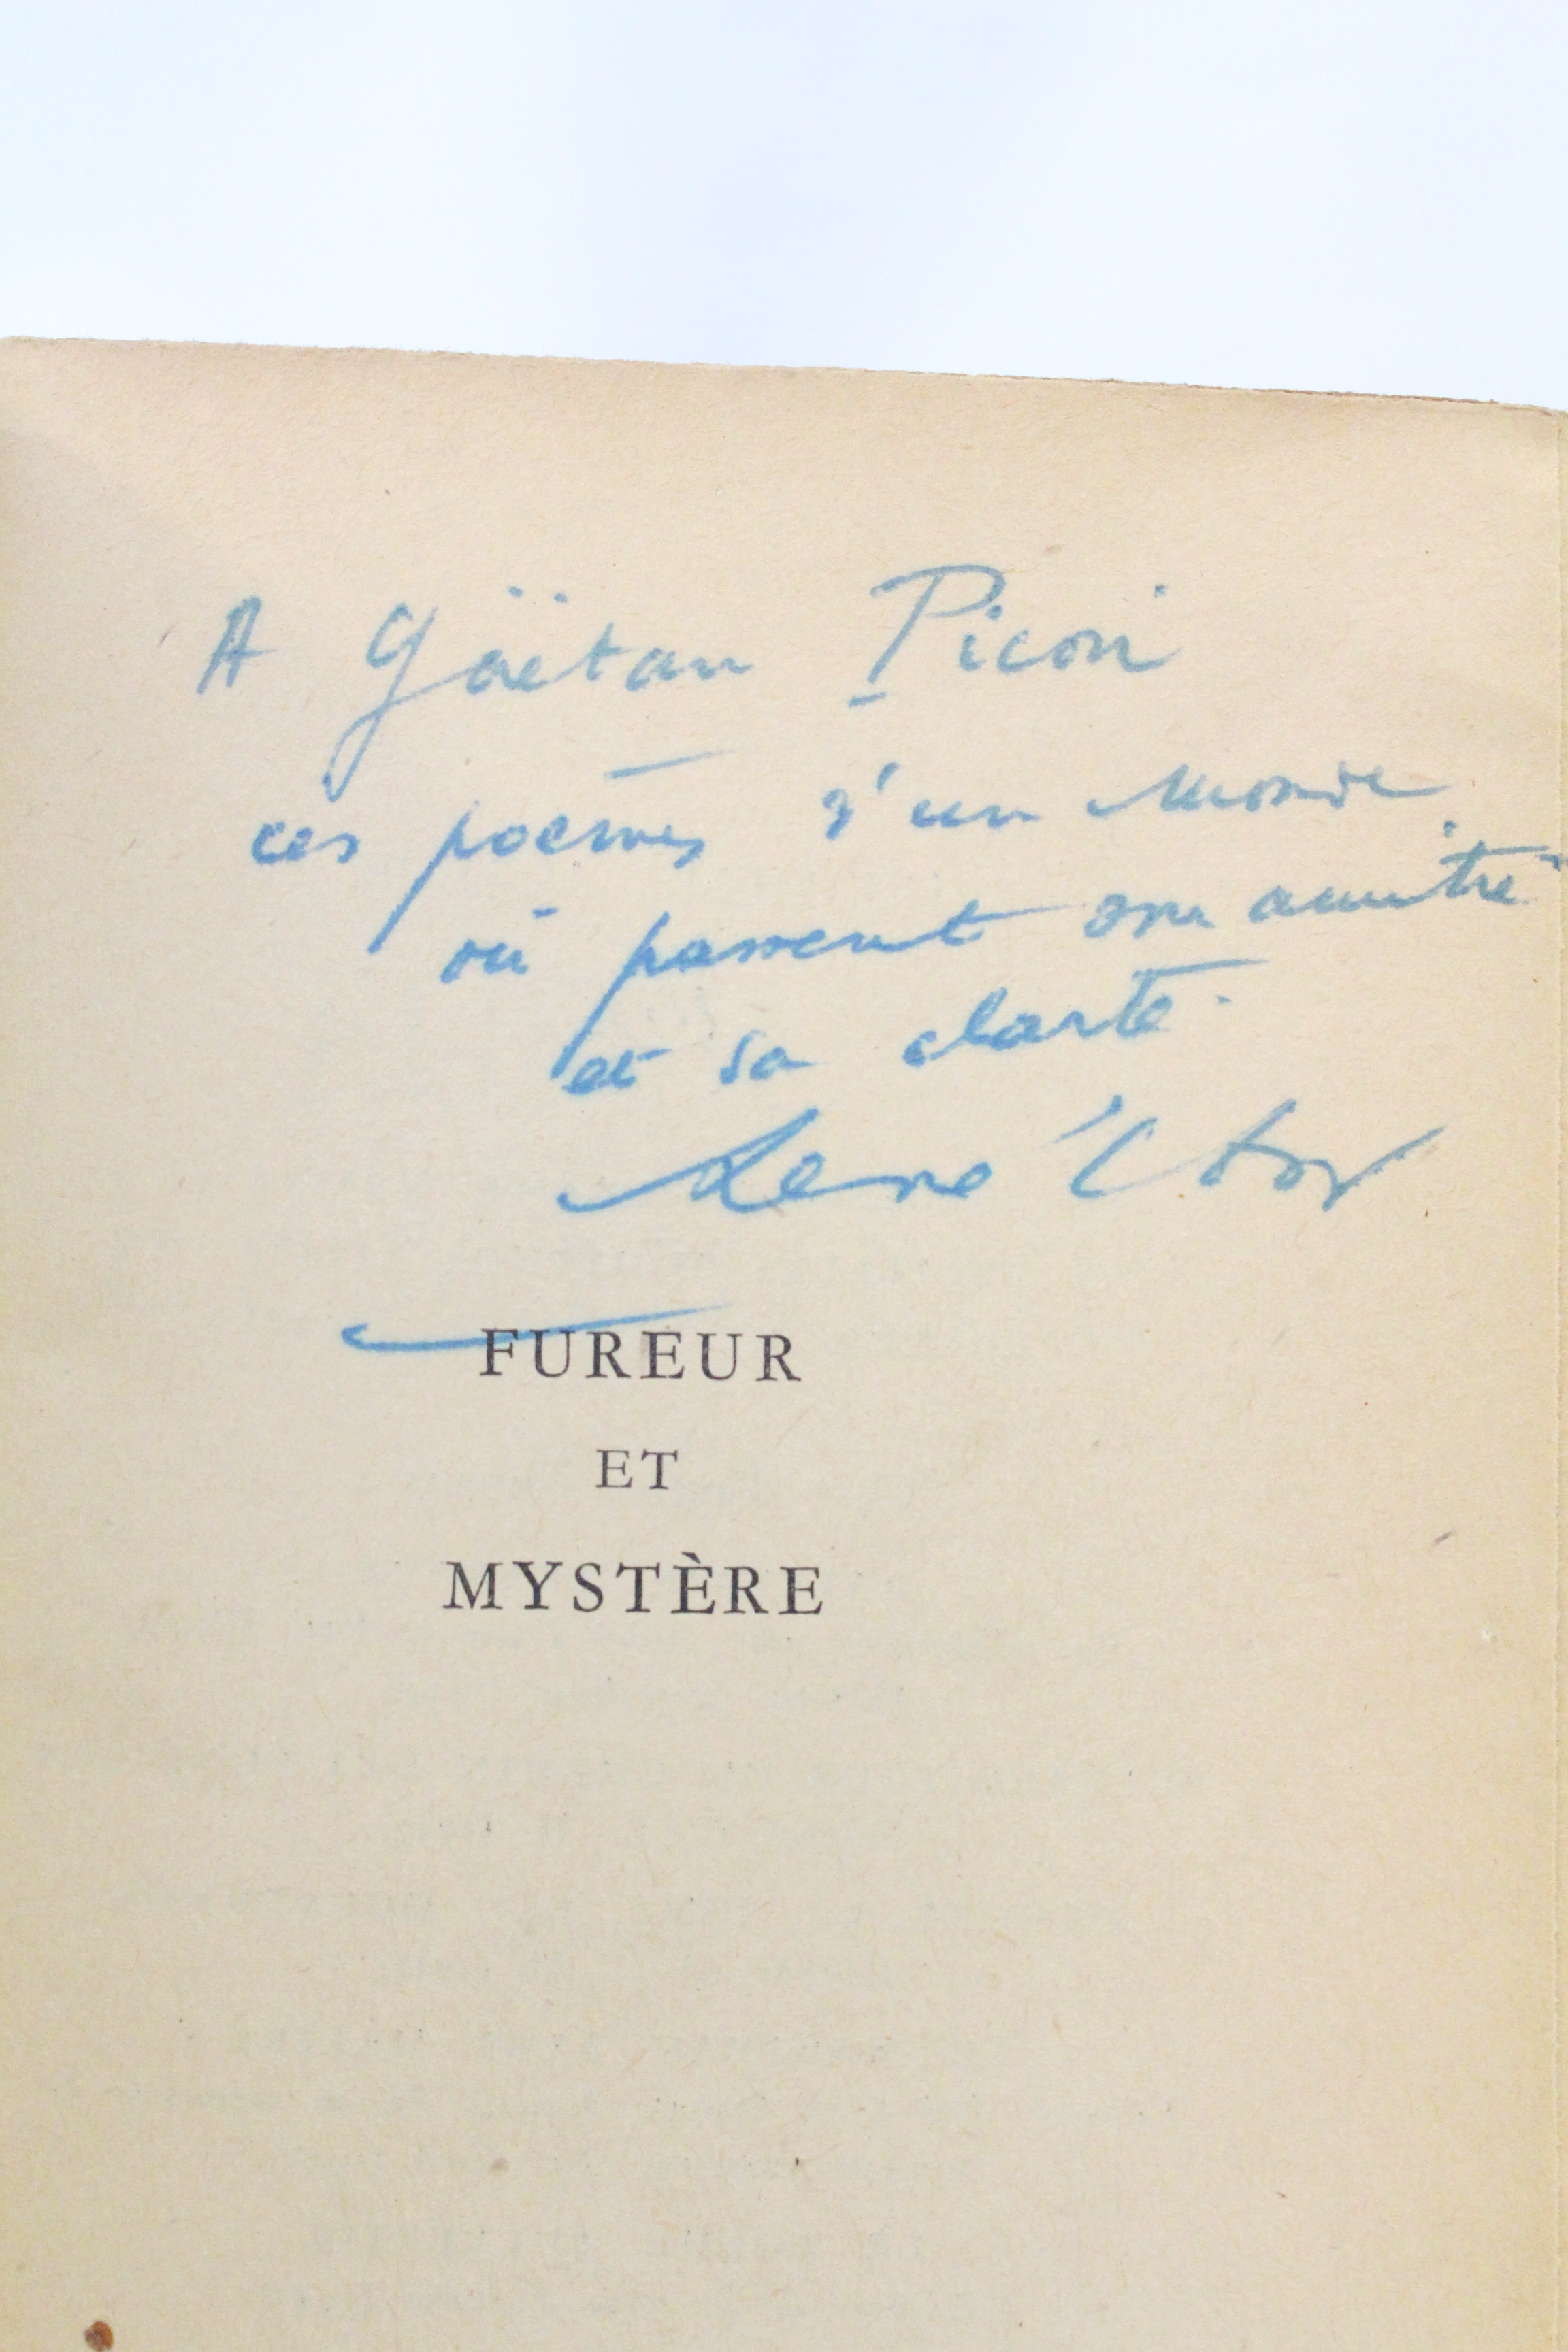 A Gaëtan Picon
ces poèmes d'un monde
où passent son amitié
et sa clarté.
René Char
FUREUR
ET
MYSTÈRE